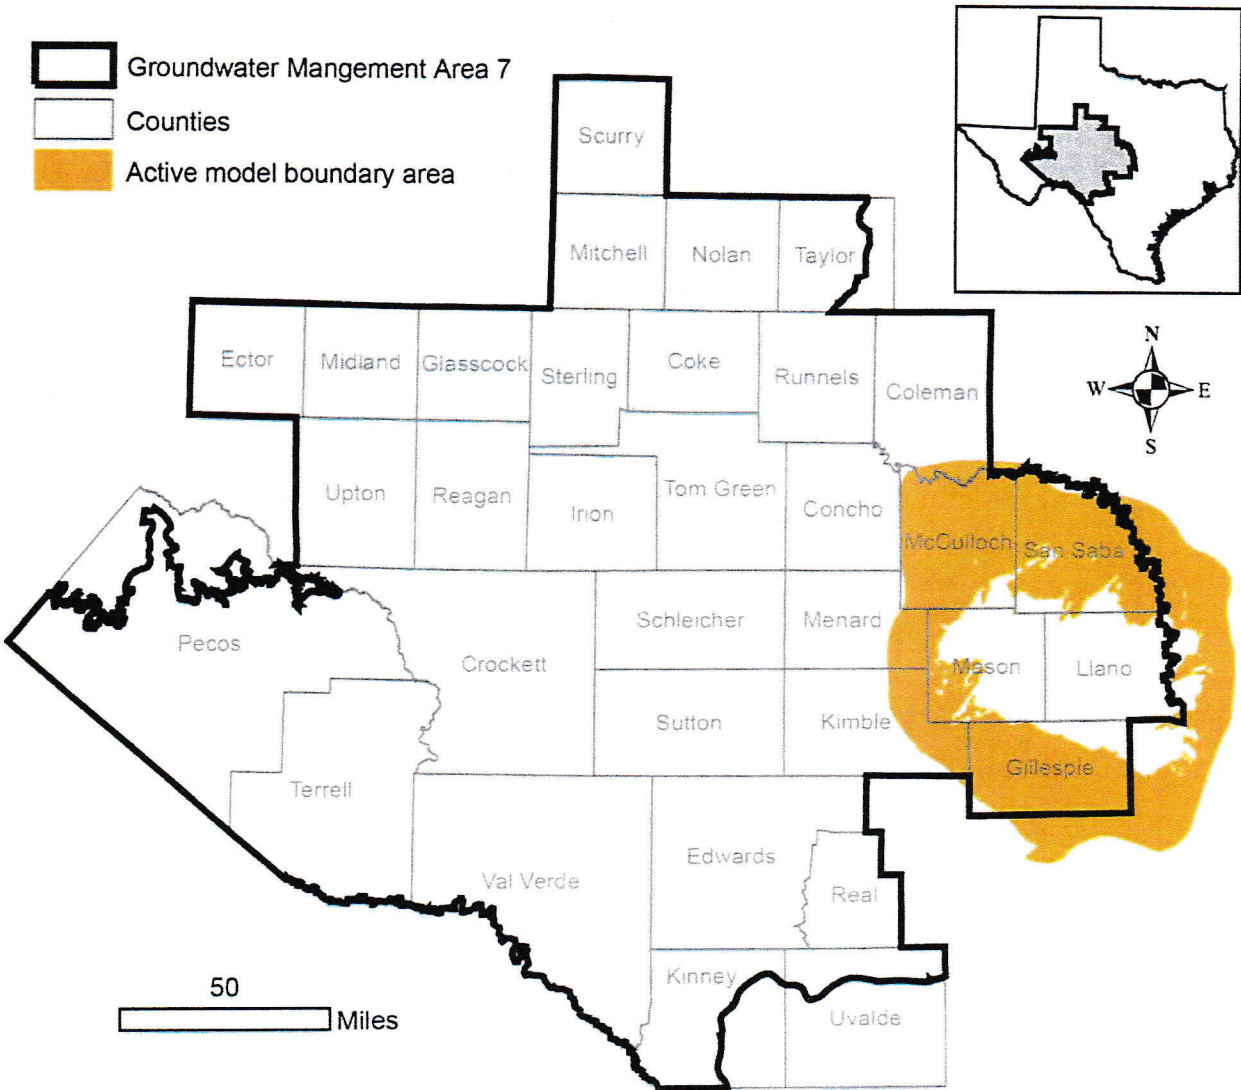 Groundwater Mangement Area 7
Counties
Active model boundary area
Scurry
Mitchell
Nolan
Taylor
Ector
Midland
Glasscock
Sterling
Coke
Runnels
Coleman
N
W
E
S
Upton
Reagan
Irion
Tom Green
Concho
McCulloch
San Saba
Pecos
Crockett
Schleicher
Menard
Mason
Llano
Sutton
Kimble
Terrell
Gillespie
Val Verde
Edwards
Real
Kinney
Uvalde
50
Miles